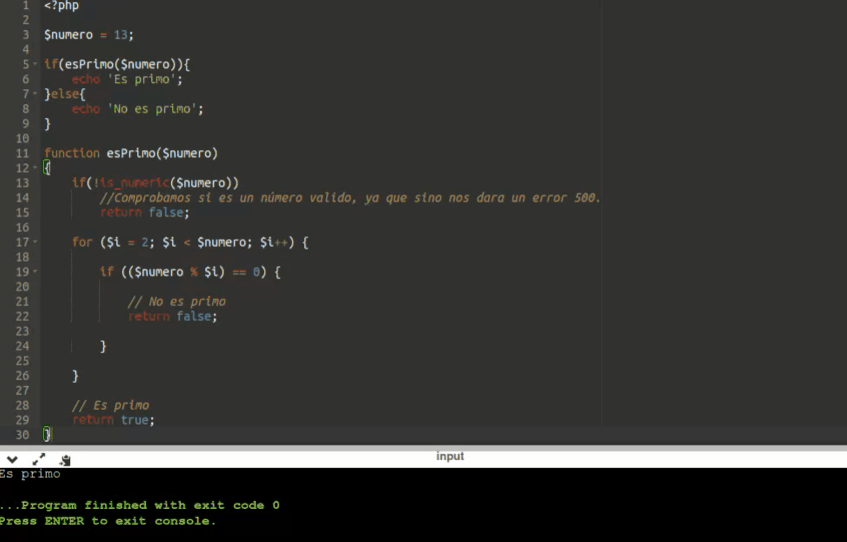 1 <?php
2
3 $numero = 13;
4
5 if(esPrimo($numero)){
6 echo 'Es primo';
7 }else{
8 echo 'No es primo';
9 }
10
11 function esPrimo($numero)
12 {
13 if(!is_numeric($numero))
14 //Comprobamos si es un número valido, ya que sino nos dara un error 500.
15 return false;
16
17 for ($i = 2; $i < $numero; $i++) {
18
19 if (($numero % $i) == 0) {
20
21 // No es primo
22 return false;
23
24 }
25
26 }
27
28 // Es primo
29 return true;
30 }
input
Es primo
...Program finished with exit code 0
Press ENTER to exit console.